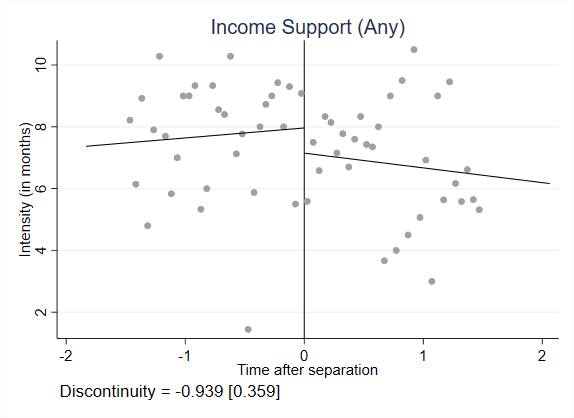 Income Support (Any)
Intensity (in months)
10
8
6
4
2
-2 -1 0 1 2
Time after separation
Discontinuity = -0.939 [0.359]